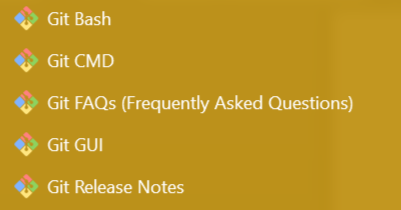 Git Bash
Git CMD
Git FAQs (Frequently Asked Questions)
Git GUI
Git Release Notes